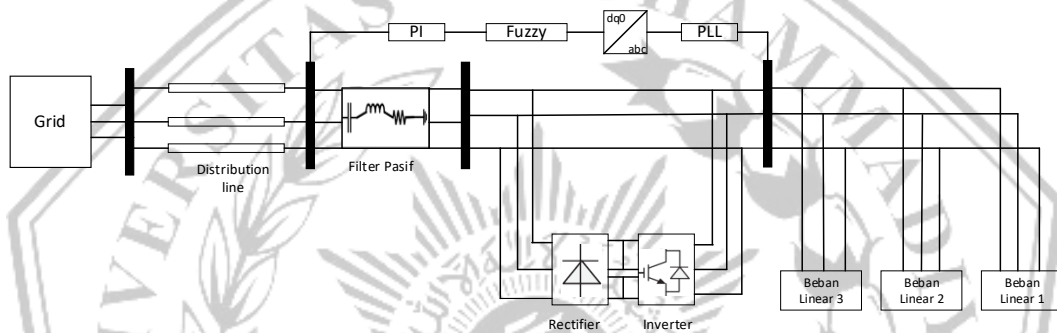 PI
Fuzzy
dq0
abc
PLL
Grid
Distribution
line
Filter Pasif
Rectifier
Inverter
Beban
Linear 3
Beban
Linear 2
Beban
Linear 1